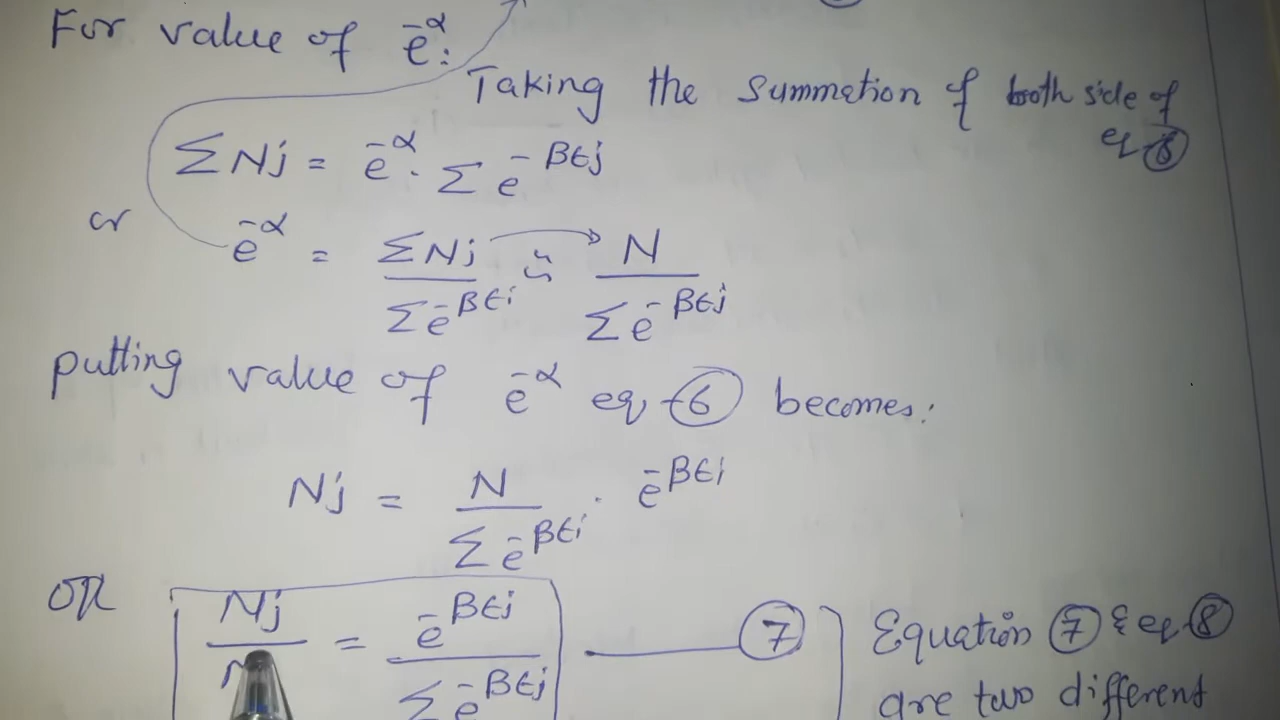 For value of e^-α:
Taking the summation of both side of
eq (6)
ΣNj = e^-α . Σ e^-βϵj
or e^-α = ΣNj / Σe^-βϵi ≈ N / Σe^-βϵj
putting value of e^-α eq-(6) becomes:
Nj = N / Σe^-βϵi . e^-βϵi
OR Nj / N = e^-βϵj / Σe^-βϵj (7)
Equation (7) & eq (8)
are two different